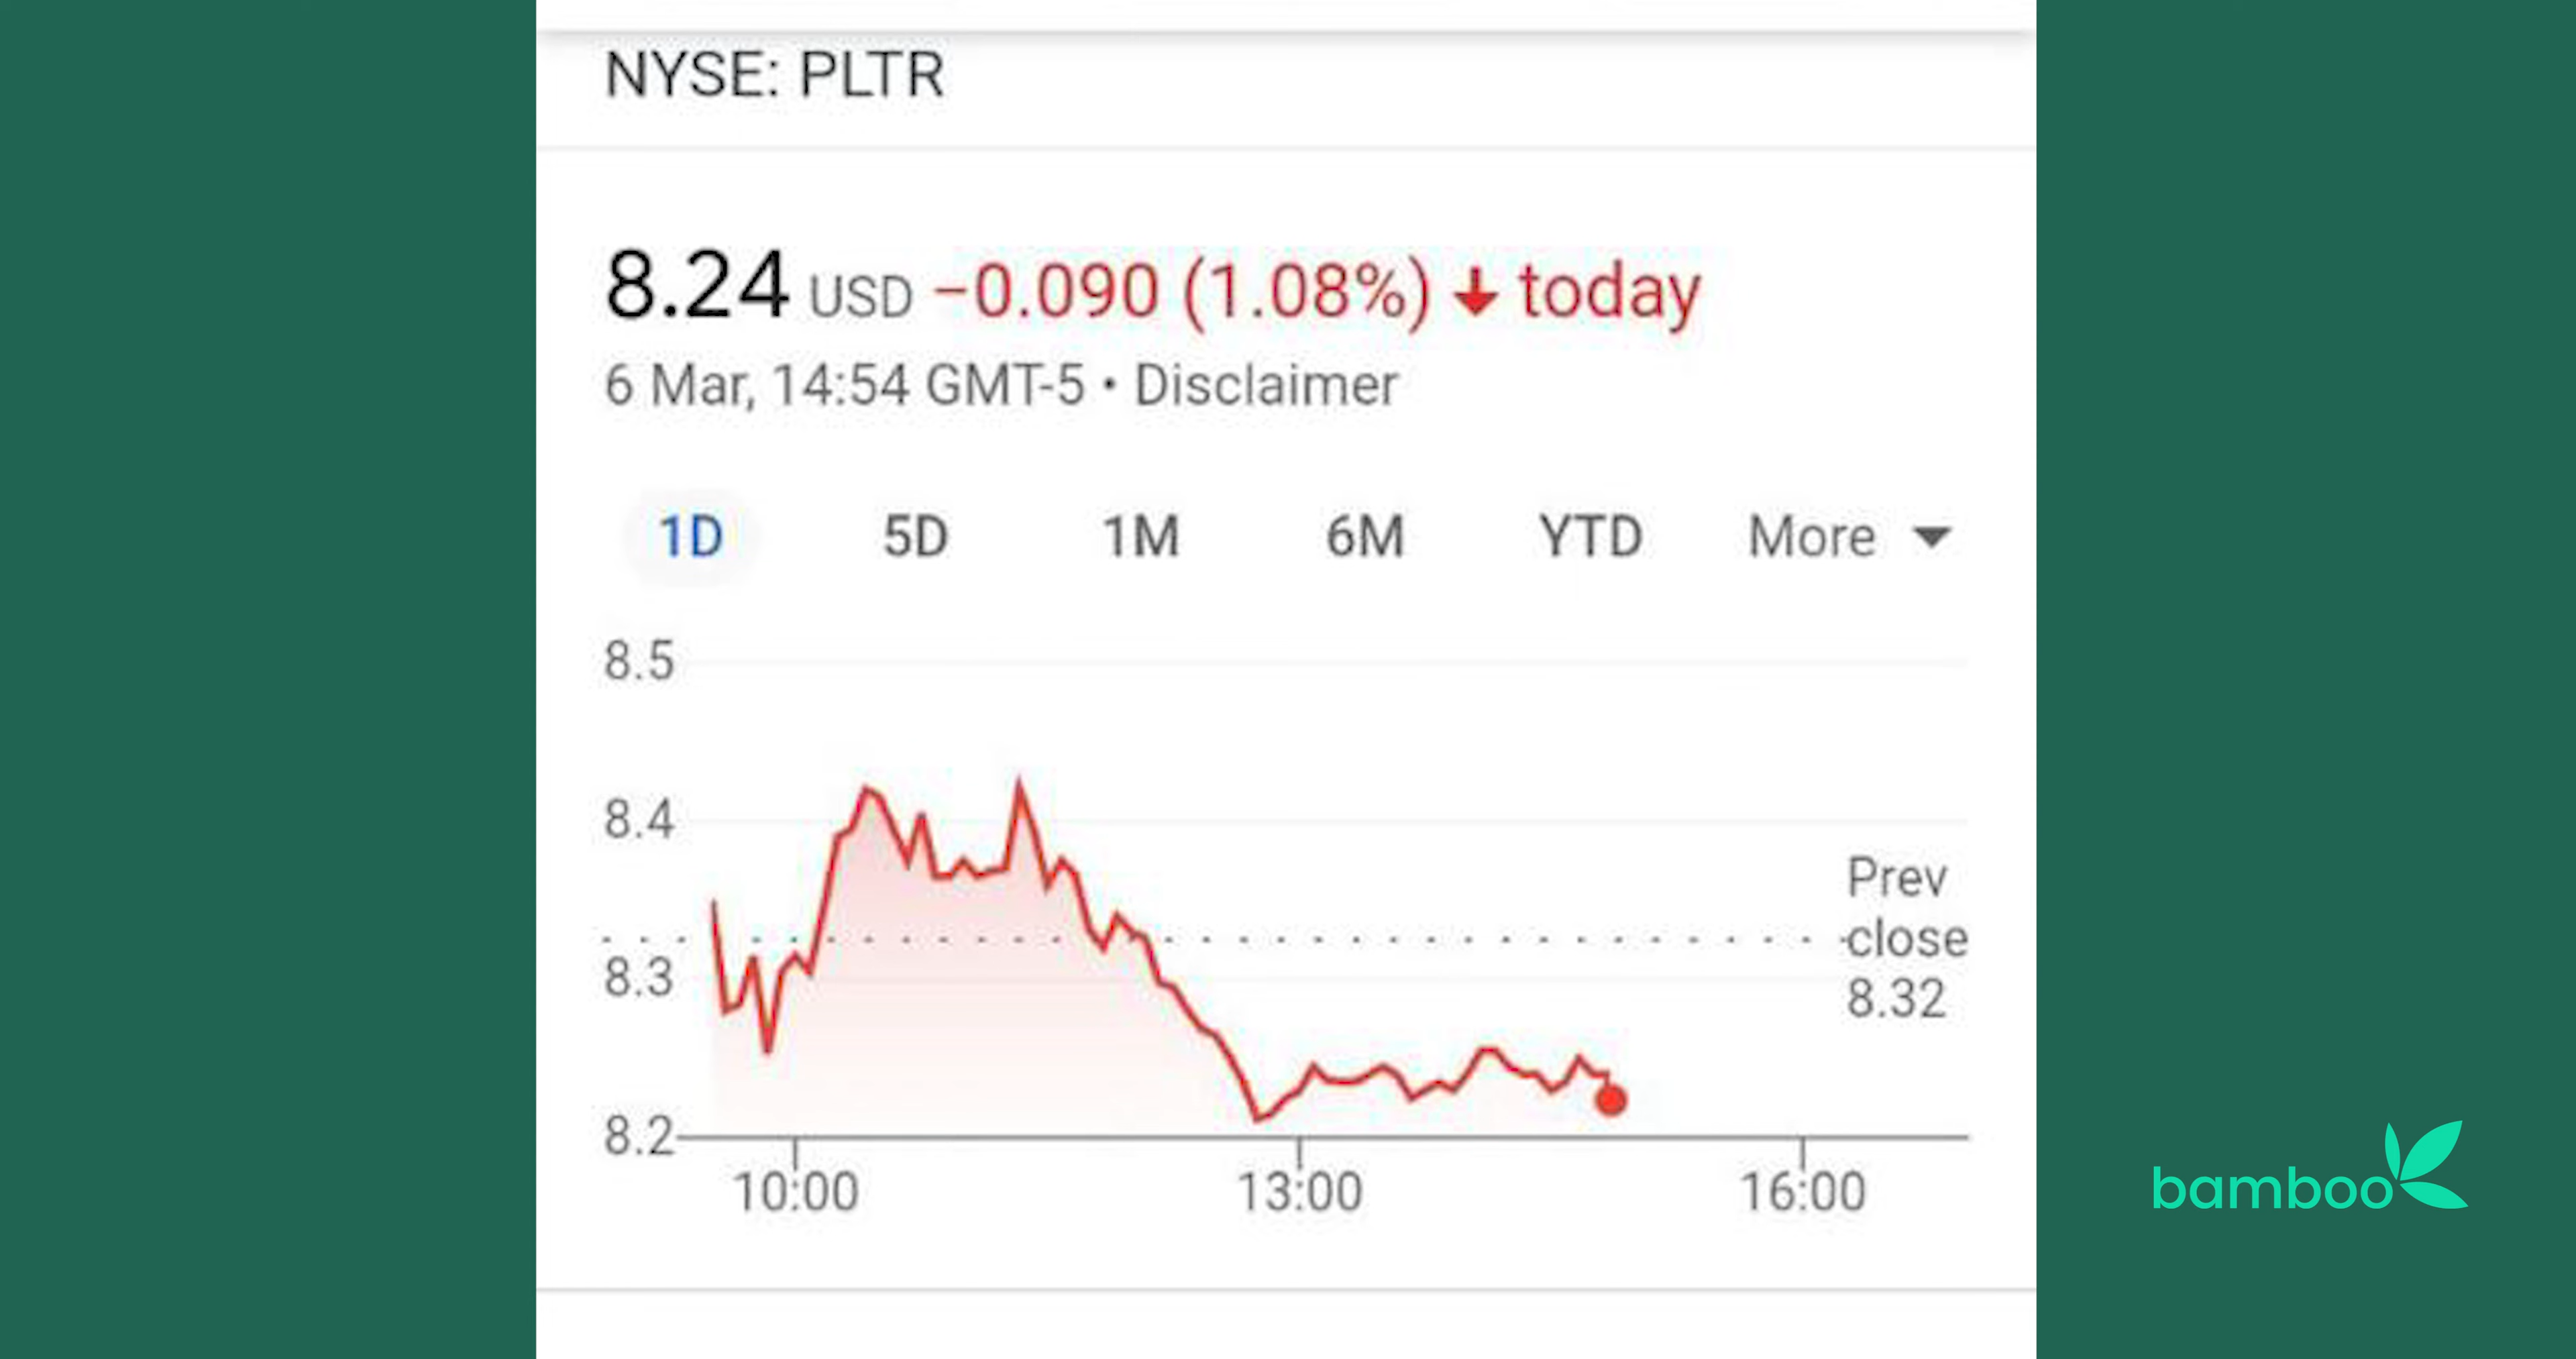 NYSE: PLTR
8.24 USD −0.090 (1.08%) ↓ today
6 Mar, 14:54 GMT-5 • Disclaimer
1D 5D 1M 6M YTD More
8.5
8.4
8.3
8.2
Prev
close
8.32
10:00 13:00 16:00
bamboo